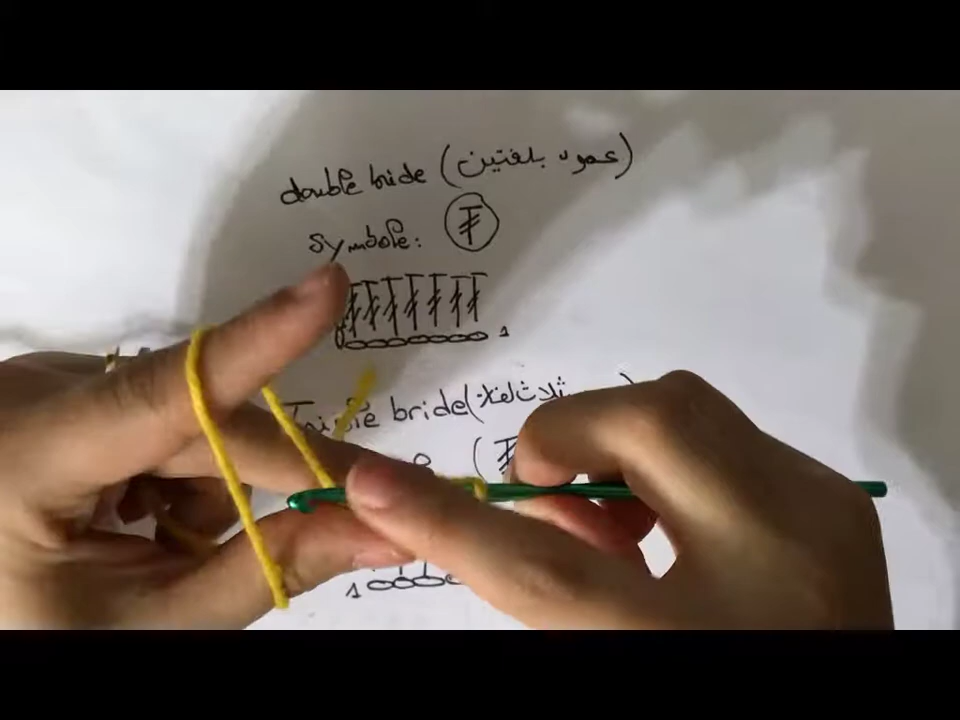 double bride (عمود بلفتين)
symbole:
1
Triple bride (ثلاث لفات
1